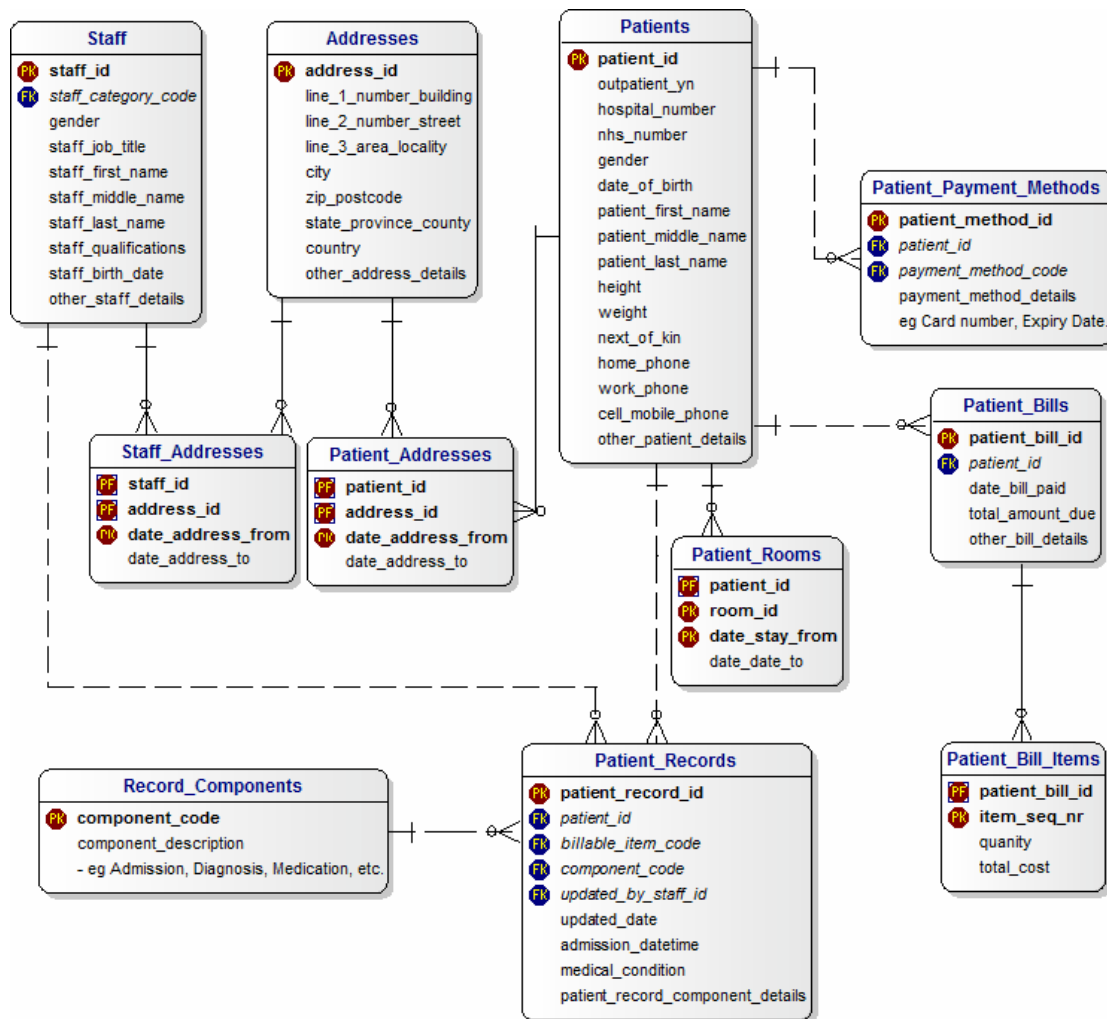 Staff
PK staff_id
FK staff_category_code
gender
staff_job_title
staff_first_name
staff_middle_name
staff_last_name
staff_qualifications
staff_birth_date
other_staff_details
Addresses
PK address_id
line_1_number_building
line_2_number_street
line_3_area_locality
city
zip_postcode
state_province_county
country
other_address_details
Patients
PK patient_id
outpatient_yn
hospital_number
nhs_number
gender
date_of_birth
patient_first_name
patient_middle_name
patient_last_name
height
weight
next_of_kin
home_phone
work_phone
cell_mobile_phone
other_patient_details
Patient_Payment_Methods
PK patient_method_id
FK patient_id
FK payment_method_code
payment_method_details
eg Card number, Expiry Date.
Patient_Bills
PK patient_bill_id
FK patient_id
date_bill_paid
total_amount_due
other_bill_details
Staff_Addresses
PF staff_id
PF address_id
PK date_address_from
date_address_to
Patient_Addresses
PF patient_id
PF address_id
PK date_address_from
date_address_to
Patient_Rooms
PF patient_id
PK room_id
PK date_stay_from
date_date_to
Record_Components
PK component_code
component_description
- eg Admission, Diagnosis, Medication, etc.
Patient_Records
PK patient_record_id
FK patient_id
FK billable_item_code
FK component_code
FK updated_by_staff_id
updated_date
admission_datetime
medical_condition
patient_record_component_details
Patient_Bill_Items
PF patient_bill_id
PK item_seq_nr
quanity
total_cost